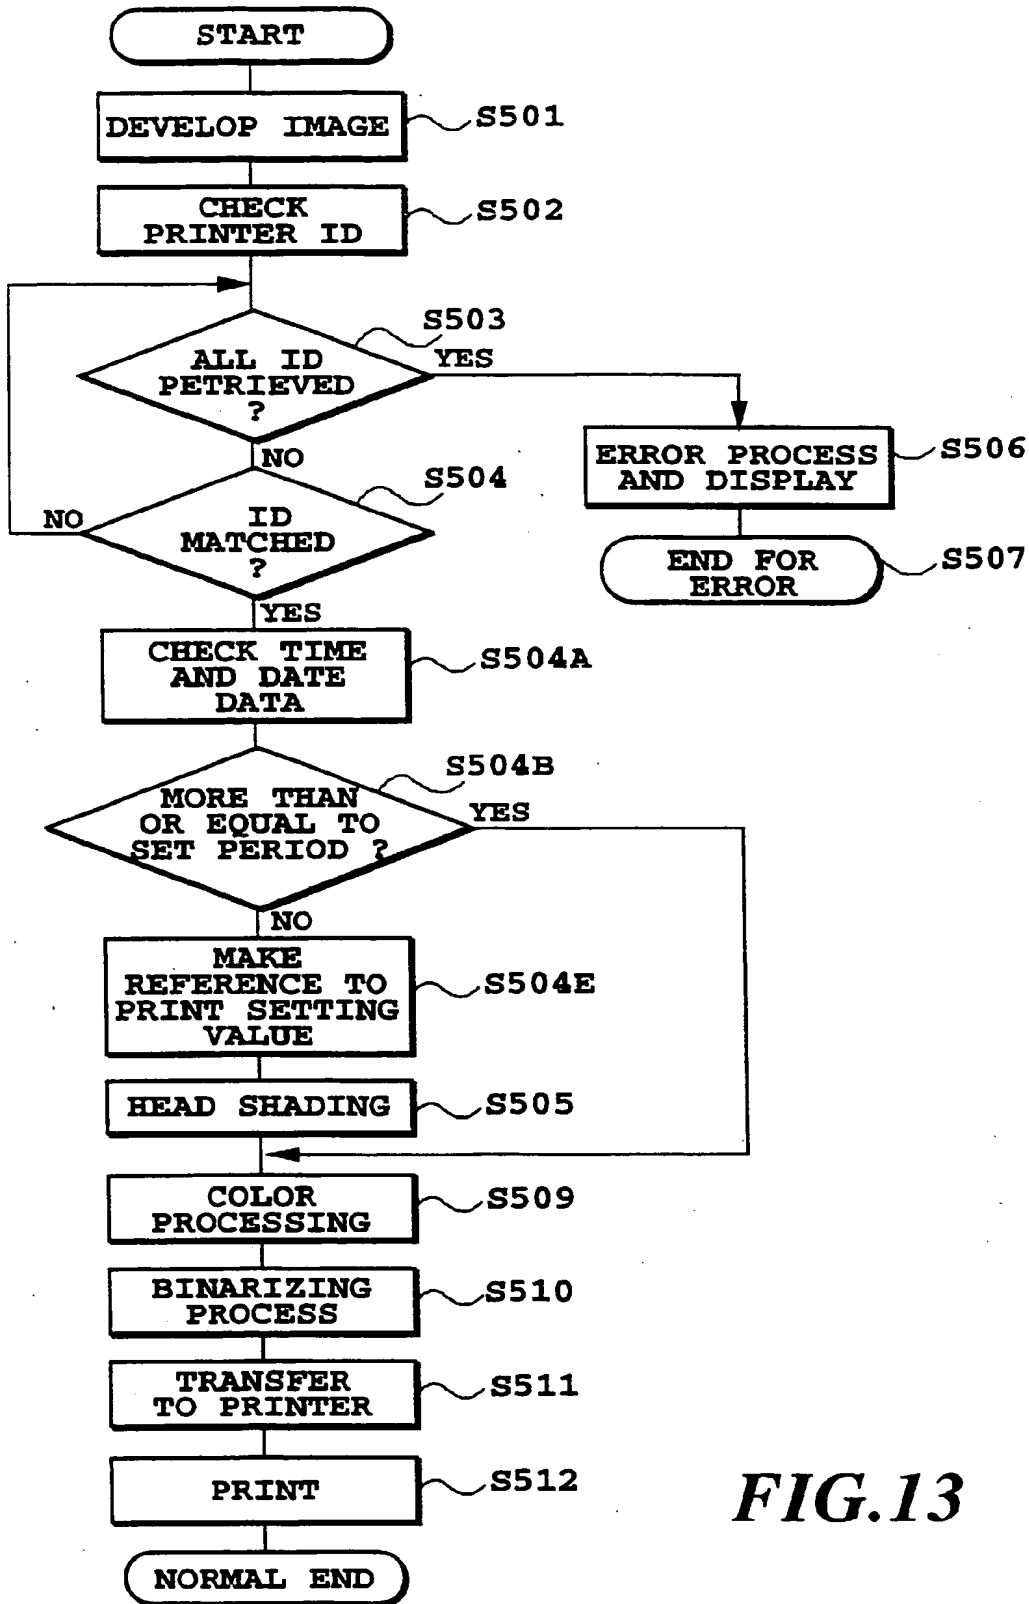 START
DEVELOP IMAGE
S501
CHECK
PRINTER ID
S502
S503
ALL ID
PETRIEVED
?
YES
NO
ERROR PROCESS
AND DISPLAY
S506
S504
ID
MATCHED
?
NO
YES
END FOR
ERROR
S507
CHECK TIME
AND DATE
DATA
S504A
S504B
MORE THAN
OR EQUAL TO
SET PERIOD ?
YES
NO
MAKE
REFERENCE TO
PRINT SETTING
VALUE
S504E
HEAD SHADING
S505
COLOR
PROCESSING
S509
BINARIZING
PROCESS
S510
TRANSFER
TO PRINTER
S511
PRINT
S512
NORMAL END
FIG.13